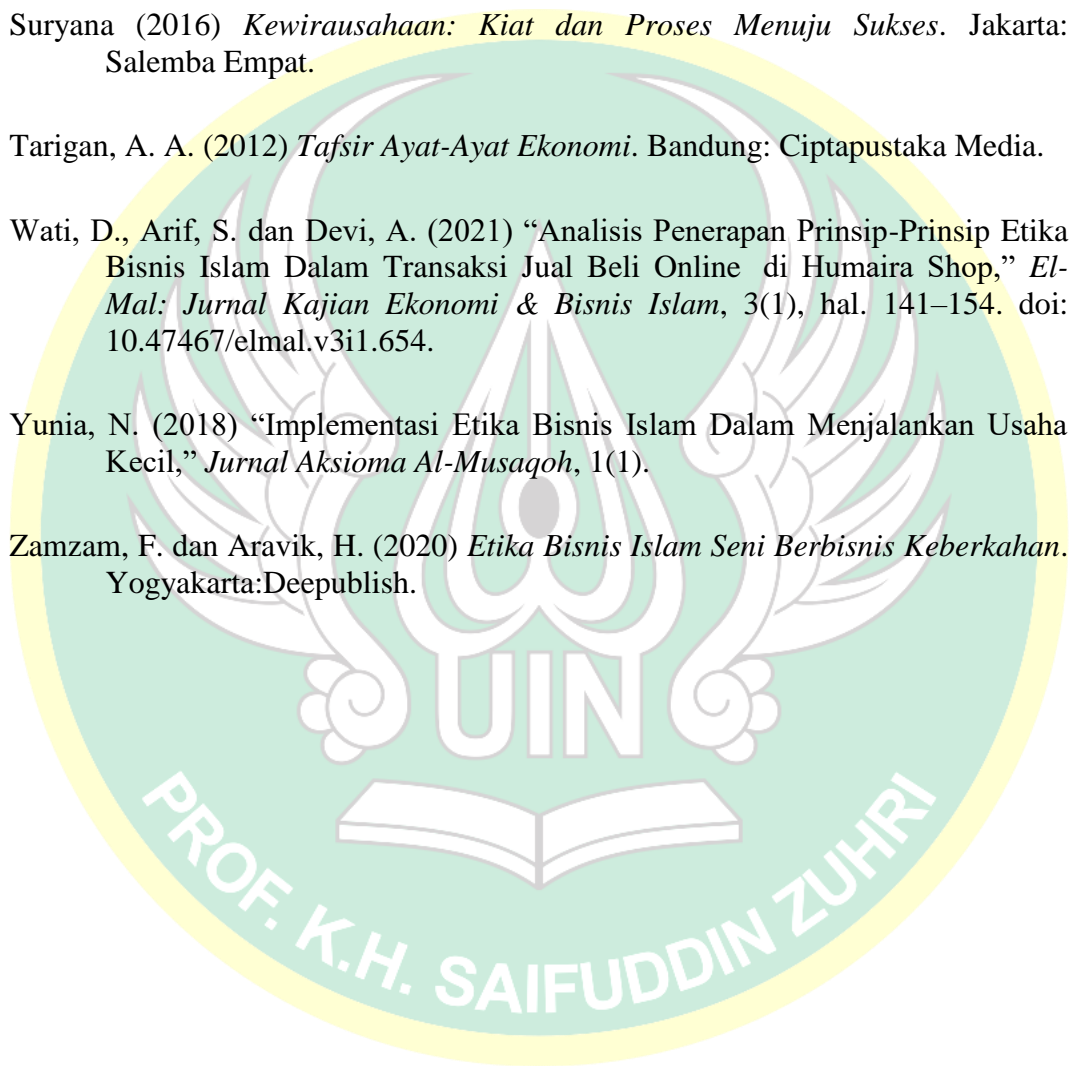 Suryana (2016) Kewirausahaan: Kiat dan Proses Menuju Sukses. Jakarta:
Salemba Empat.
Tarigan, A. A. (2012) Tafsir Ayat-Ayat Ekonomi. Bandung: Ciptapustaka Media.
Wati, D., Arif, S. dan Devi, A. (2021) “Analisis Penerapan Prinsip-Prinsip Etika
Bisnis Islam Dalam Transaksi Jual Beli Online di Humaira Shop,” El-
Mal: Jurnal Kajian Ekonomi & Bisnis Islam, 3(1), hal. 141–154. doi:
10.47467/elmal.v3i1.654.
Yunia, N. (2018) “Implementasi Etika Bisnis Islam Dalam Menjalankan Usaha
Kecil,” Jurnal Aksioma Al-Musaqoh, 1(1).
Zamzam, F. dan Aravik, H. (2020) Etika Bisnis Islam Seni Berbisnis Keberkahan.
Yogyakarta:Deepublish.
UIN
PROF. K.H. SAIFUDDIN ZUHRI